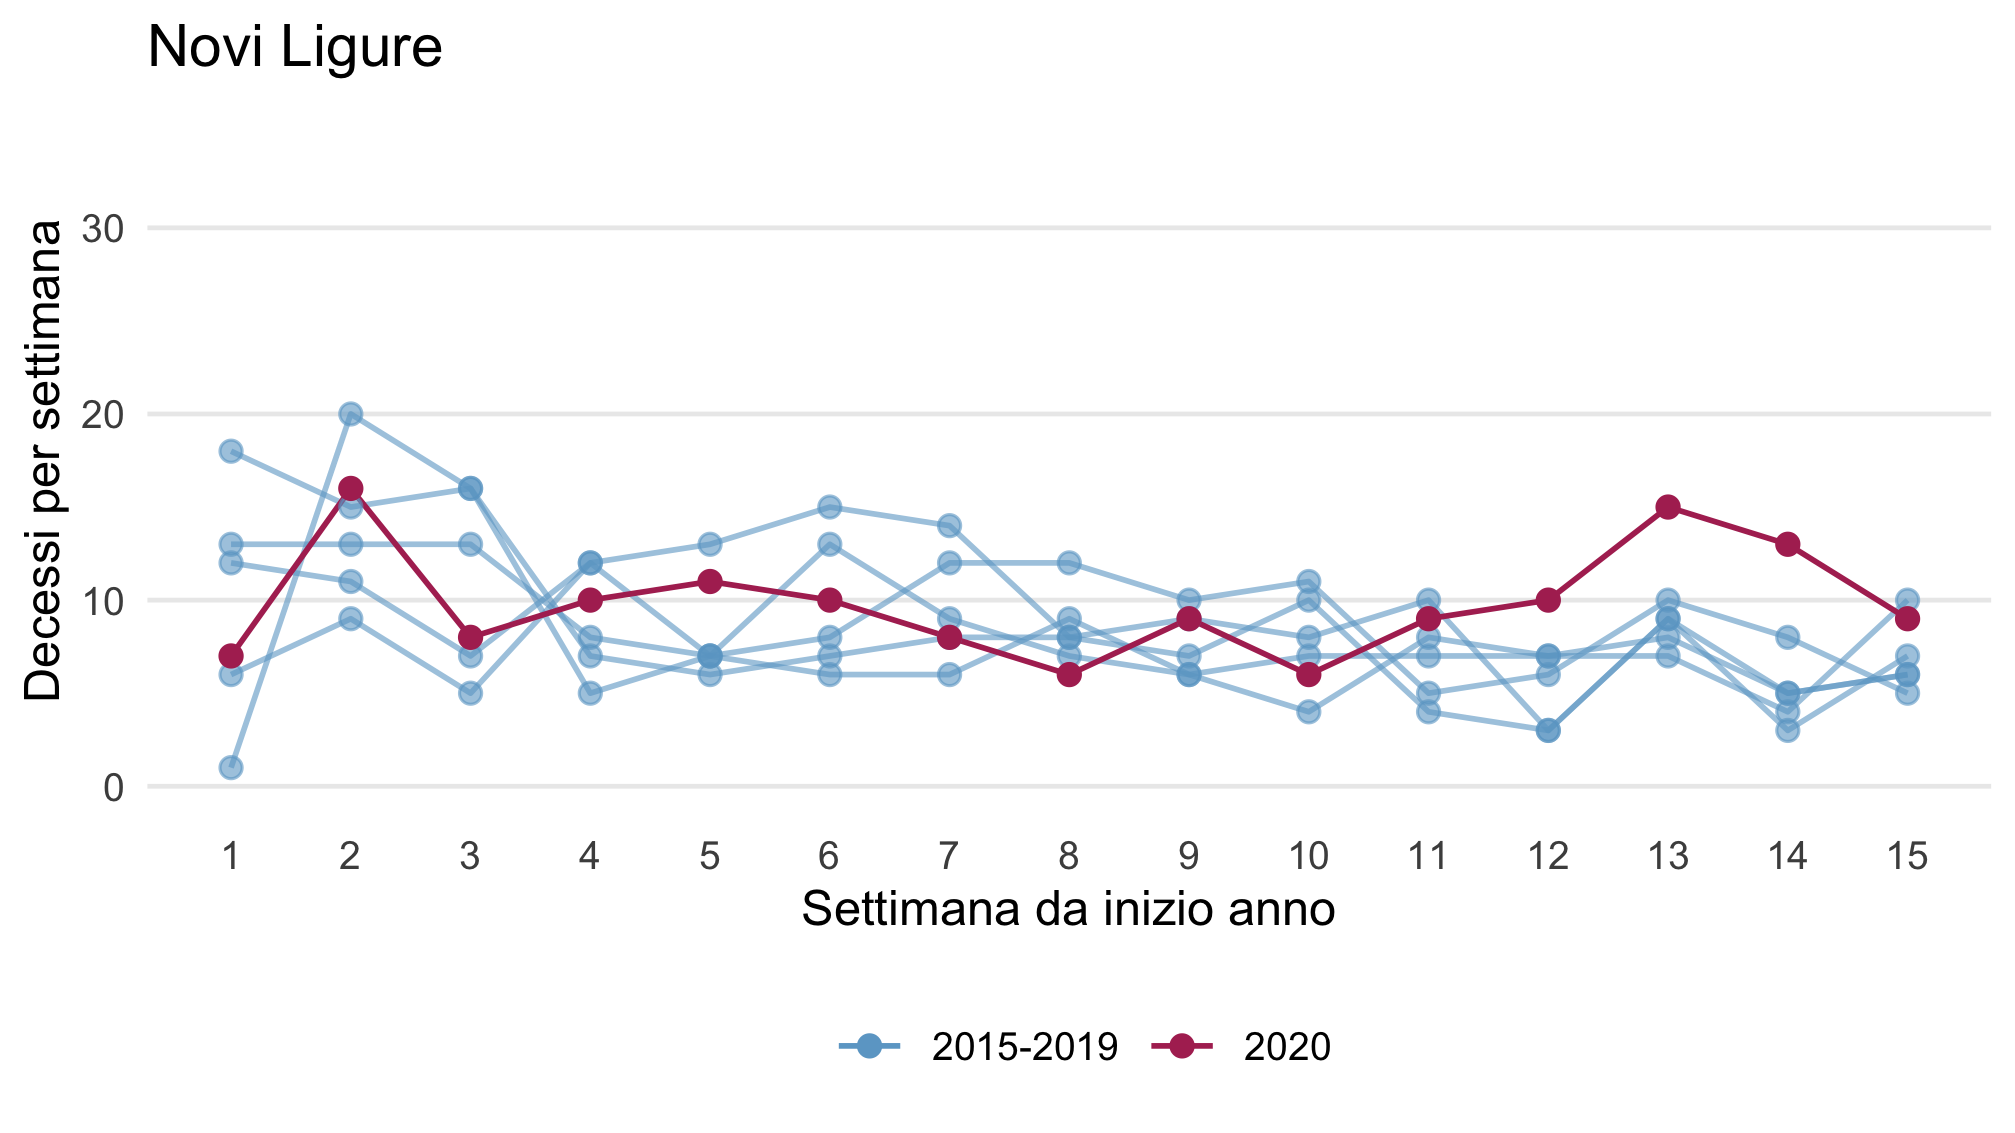 Novi Ligure
Decessi per settimana
30
20
10
0
1 2 3 4 5 6 7 8 9 10 11 12 13 14 15
Settimana da inizio anno
2015-2019 2020